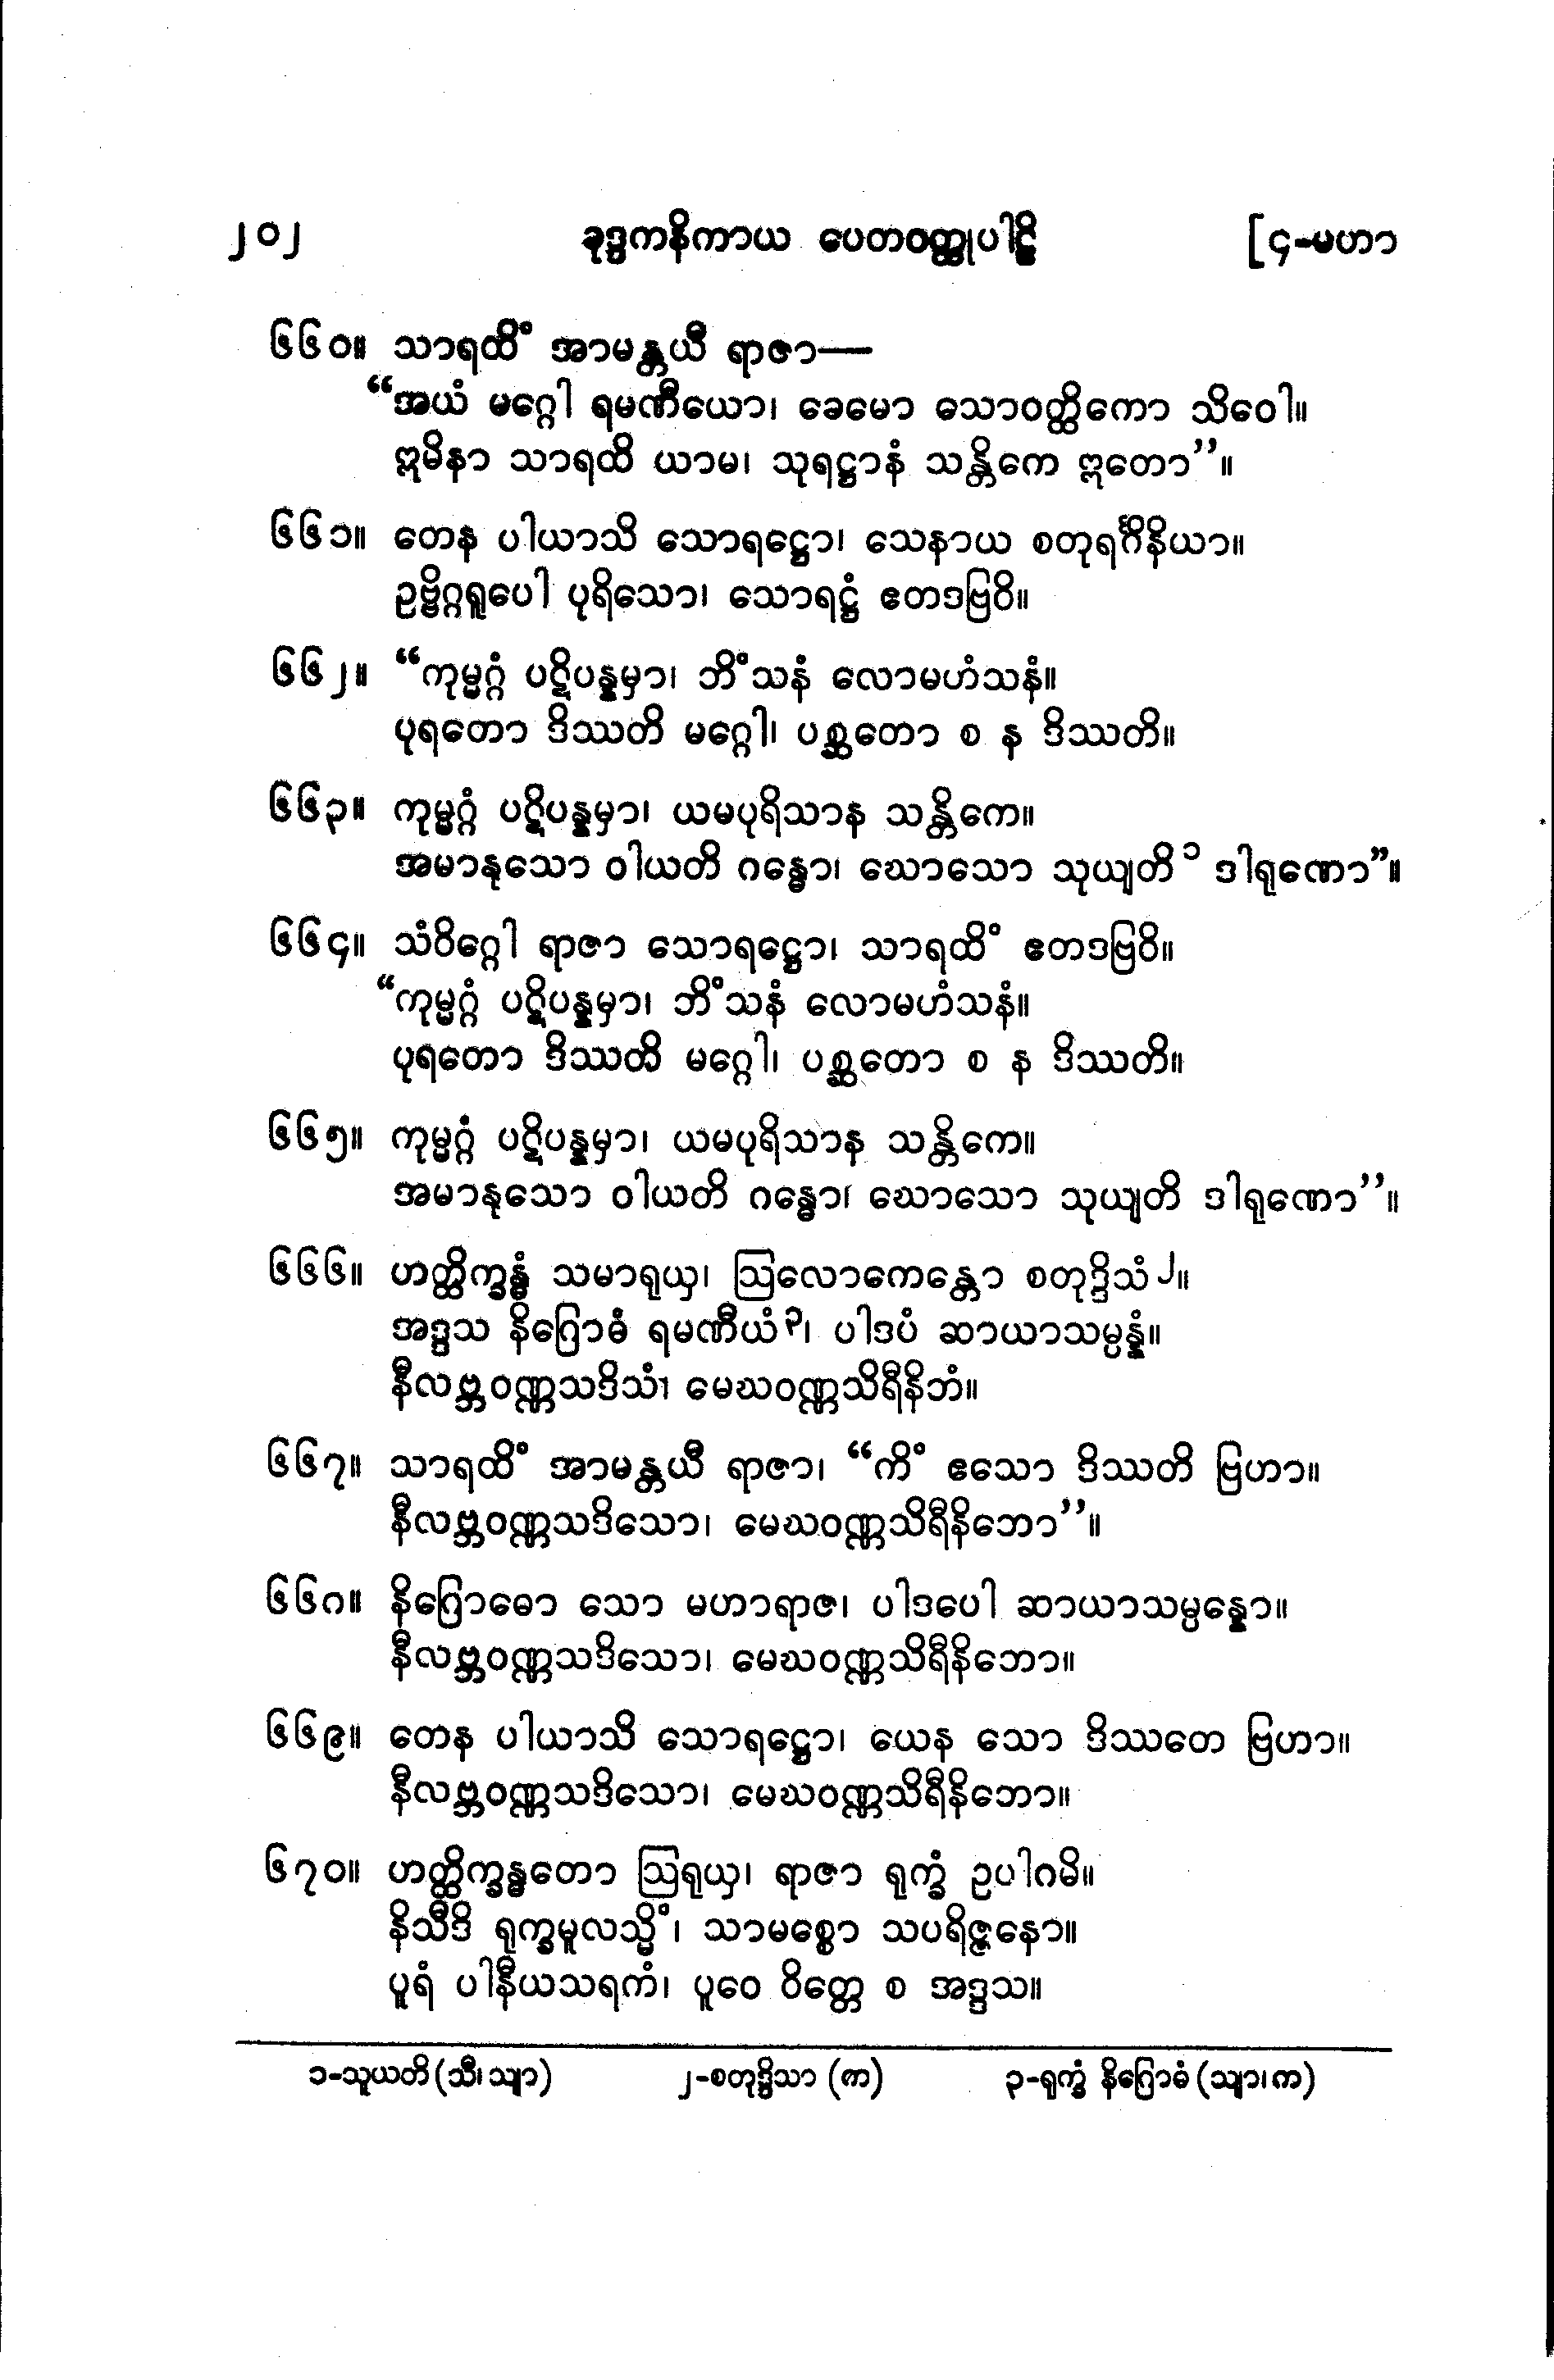 ၂၀၂ ခုဒ္ဒကနိကာယ ပေတဝတ္ထုပါဠိ [၄-မဟာ
၆၆၀။ သာရထိံ အာမန္တယီ ရာဇာ—
“အယံ မဂ္ဂေါ ရမဏီယော၊ ခေမော သောဝတ္ထိကော သိဝေါ။
ဣမိနာ သာရထိ ယာမ၊ သုရဋ္ဌာနံ သန္တိကေ ဣတော”။
၆၆၁။ တေန ပါယာသိ သောရဋ္ဌော၊ သေနာယ စတုရင်္ဂိနိယာ။
ဥဗ္ဗိဂ္ဂရူပေါ ပုရိသော၊ သောရဋ္ဌံ ဧတဒဗြဝိ။
၆၆၂။ “ကုမ္မဂ္ဂံ ပဋိပန္နမှာ၊ ဘိံသနံ လောမဟံသနံ။
ပုရတော ဒိဿတိ မဂ္ဂေါ၊ ပစ္ဆတော စ န ဒိဿတိ။
၆၆၃။ ကုမ္မဂ္ဂံ ပဋိပန္နမှာ၊ ယမပုရိသာန သန္တိကေ။
အမာနုသော ဝါယတိ ဂန္ဓော၊ ဃောသော သုယျတိ ၁ ဒါရုဏော”။
၆၆၄။ သံဝိဂ္ဂေါ ရာဇာ သောရဋ္ဌော၊ သာရထိံ ဧတဒဗြဝိ။
“ကုမ္မဂ္ဂံ ပဋိပန္နမှာ၊ ဘိံသနံ လောမဟံသနံ။
ပုရတော ဒိဿတိ မဂ္ဂေါ၊ ပစ္ဆတော စ န ဒိဿတိ။
၆၆၅။ ကုမ္မဂ္ဂံ ပဋိပန္နမှာ၊ ယမပုရိသာန သန္တိကေ။
အမာနုသော ဝါယတိ ဂန္ဓော၊ ဃောသော သုယျတိ ဒါရုဏော”။
၆၆၆။ ဟတ္ထိက္ခန္ဓံ သမာရုယှ၊ ဩလောကေန္တော စတုဒ္ဒိသံ ၂။
အဒ္ဒသ နိဂြောဓံ ရမဏီယံ ၃၊ ပါဒပံ ဆာယာသမ္ပန္နံ။
နီလဗ္ဘဝဏ္ဏသဒိသံ၊ မေဃဝဏ္ဏသိရီနိဘံ။
၆၆၇။ သာရထိံ အာမန္တယီ ရာဇာ၊ “ကိံ ဧသော ဒိဿတိ ဗြဟာ။
နီလဗ္ဘဝဏ္ဏသဒိသော၊ မေဃဝဏ္ဏသိရီနိဘော”။
၆၆၈။ နိဂြောဓော သော မဟာရာဇ၊ ပါဒပေါ ဆာယာသမ္ပန္နော။
နီလဗ္ဘဝဏ္ဏသဒိသော၊ မေဃဝဏ္ဏသိရီနိဘော။
၆၆၉။ တေန ပါယာသိ သောရဋ္ဌော၊ ယေန သော ဒိဿတေ ဗြဟာ။
နီလဗ္ဘဝဏ္ဏသဒိသော၊ မေဃဝဏ္ဏသိရီနိဘော။
၆၇၀။ ဟတ္ထိက္ခန္ဓတော ဩရုယှ၊ ရာဇာ ရုက္ခံ ဥပါဂမိ။
နိသီဒိ ရုက္ခမူလသ္မိံ၊ သာမစ္စော သပရိဇ္ဇနော။
ပူရံ ပါနီယသရကံ၊ ပူဝေ ဝိတ္တေ စ အဒ္ဒသ။
၁-သူယတိ (သီ၊ သျာ) ၂-စတုဒ္ဒိသာ (က) ၃-ရုက္ခံ နိဂြောဓံ (သျာ၊ က)